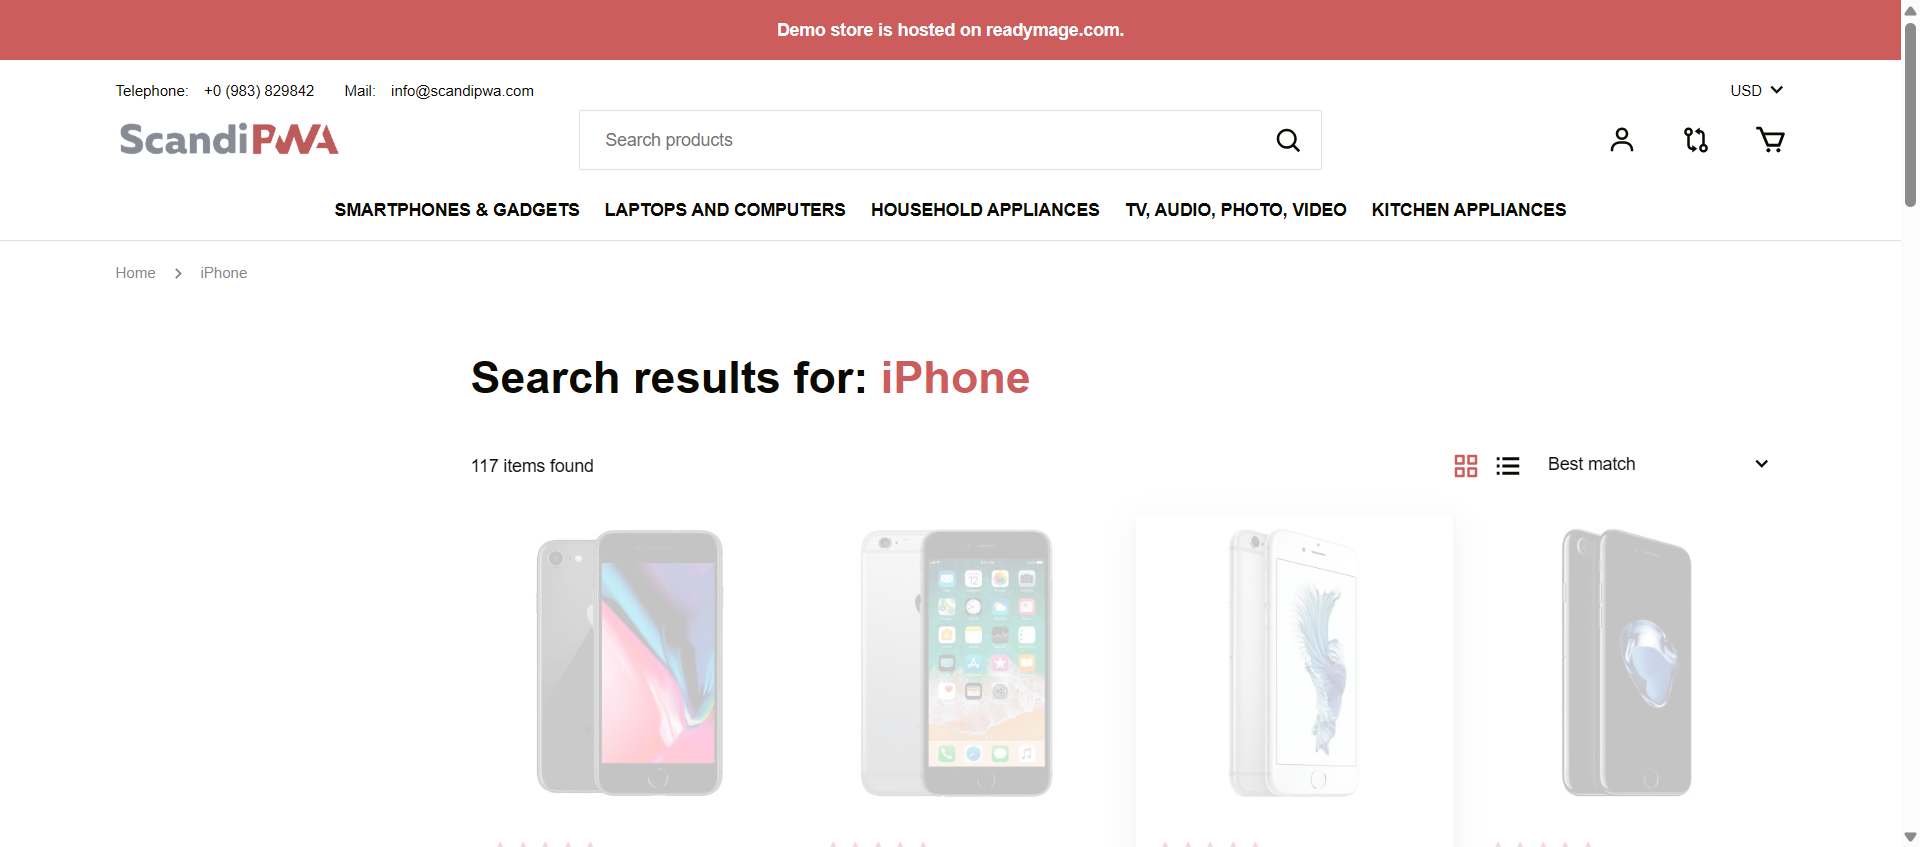 Demo store is hosted on readymage.com.
Telephone: +0 (983) 829842 Mail: info@scandipwa.com USD
ScandiPWA Search products
SMARTPHONES & GADGETS LAPTOPS AND COMPUTERS HOUSEHOLD APPLIANCES TV, AUDIO, PHOTO, VIDEO KITCHEN APPLIANCES
Home iPhone
Search results for: iPhone
117 items found Best match